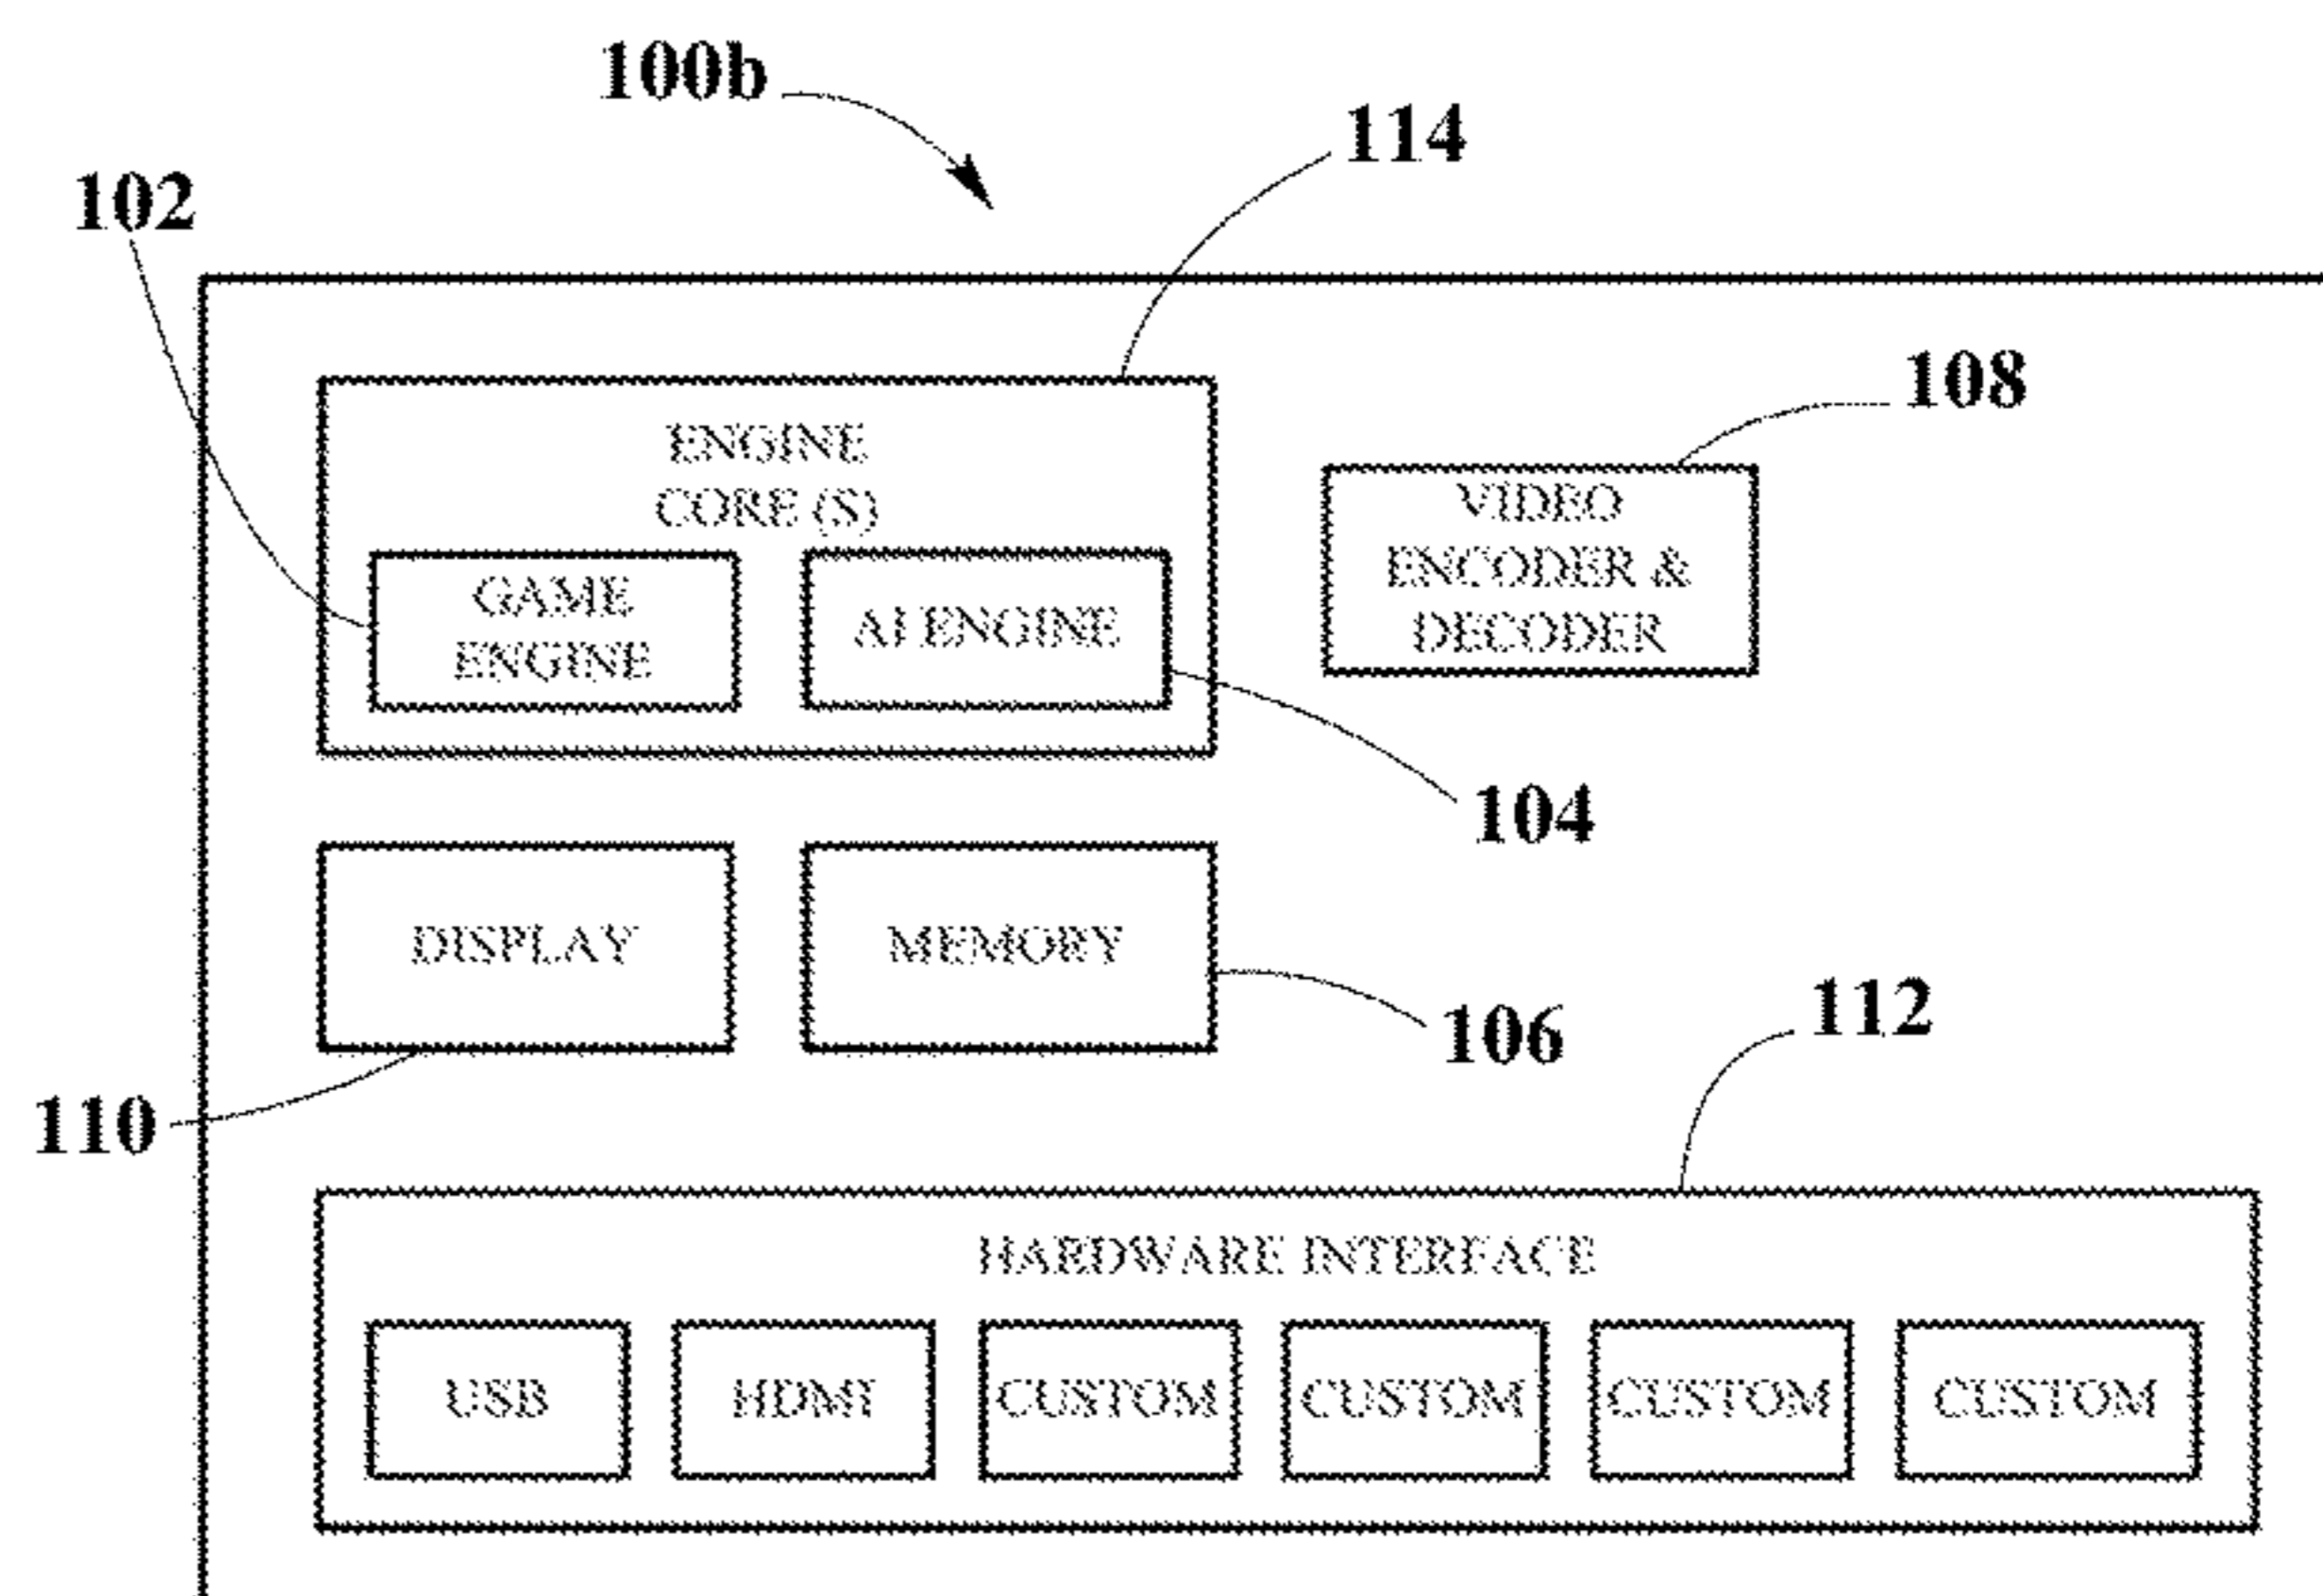 100b
114
102
108
ENGINE
CORE (S)
VIDEO
ENCODER &
DECODER
GAME
ENGINE
AI ENGINE
104
DISPLAY
MEMORY
106
112
110
HARDWARE INTERFACE
USB
HDMI
CUSTOM
CUSTOM
CUSTOM
CUSTOM